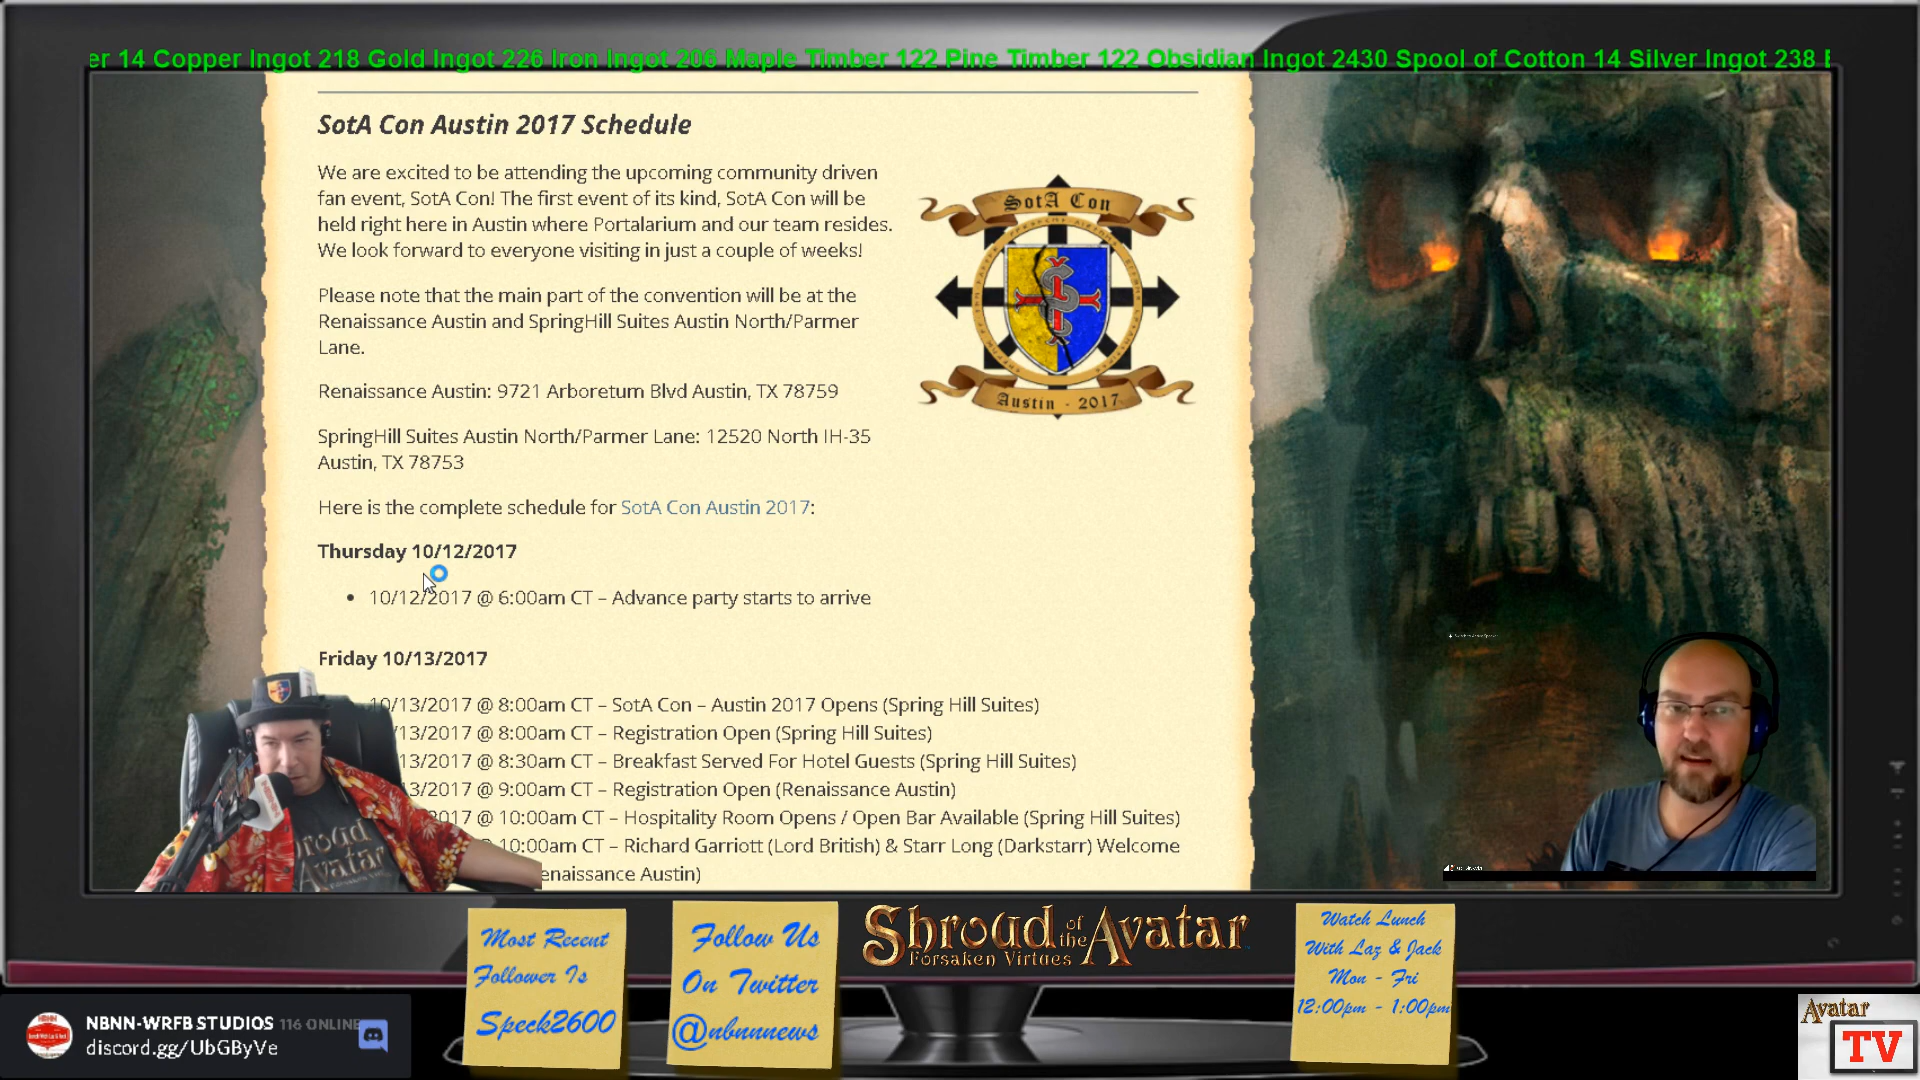 er 14 Copper Ingot 218 Gold Ingot 226 Iron Ingot 206 Maple Timber 122 Pine Timber 122 Obsidian Ingot 2430 Spool of Cotton 14 Silver Ingot 238
SotA Con Austin 2017 Schedule
We are excited to be attending the upcoming community driven
fan event, SotA Con! The first event of its kind, SotA Con will be
held right here in Austin where Portalarium and our team resides.
We look forward to everyone visiting in just a couple of weeks!
Please note that the main part of the convention will be at the
Renaissance Austin and SpringHill Suites Austin North/Parmer
Lane.
Renaissance Austin: 9721 Arboretum Blvd Austin, TX 78759
SpringHill Suites Austin North/Parmer Lane: 12520 North IH-35
Austin, TX 78753
Here is the complete schedule for SotA Con Austin 2017:
SotA Con
Austin - 2017
Thursday 10/12/2017
• 10/12/2017 @ 6:00am CT – Advance party starts to arrive
Friday 10/13/2017
10/13/2017 @ 8:00am CT – SotA Con – Austin 2017 Opens (Spring Hill Suites)
/13/2017 @ 8:00am CT – Registration Open (Spring Hill Suites)
13/2017 @ 8:30am CT – Breakfast Served For Hotel Guests (Spring Hill Suites)
3/2017 @ 9:00am CT – Registration Open (Renaissance Austin)
2017 @ 10:00am CT – Hospitality Room Opens / Open Bar Available (Spring Hill Suites)
@ 10:00am CT – Richard Garriott (Lord British) & Starr Long (Darkstarr) Welcome
enaissance Austin)
Shroud
Avatar
Most Recent
Follower Is
Speck2600
Follow Us
On Twitter
@nbnnnews
Shroud of the Avatar
Forsaken Virtues
Watch Lunch
With Laz & Jack
Mon - Fri
12:00pm - 1:00pm
NBNN-WRFB STUDIOS 116 ONLINE
discord.gg/UbGByVe
Avatar
TV